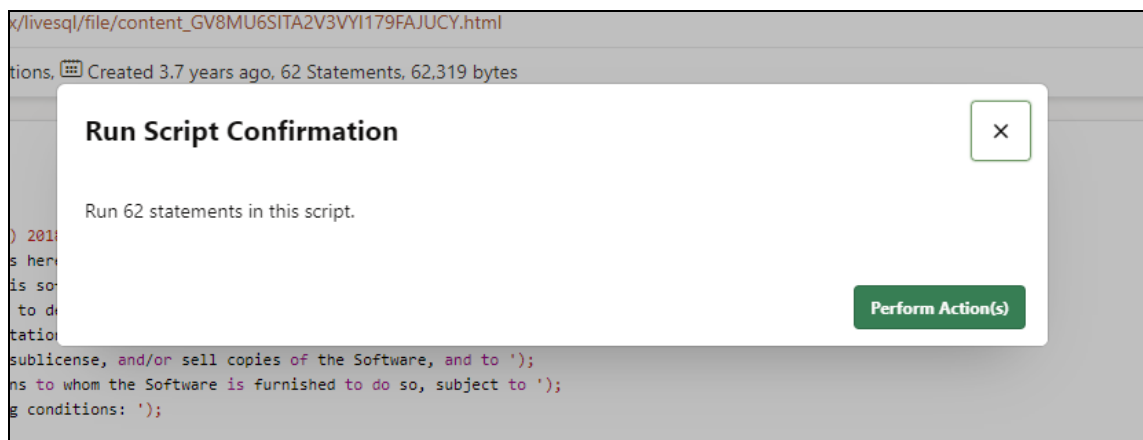 x/livesql/file/content_GV8MU6SITA2V3VYI179FAJUCY.html
tions, Created 3.7 years ago, 62 Statements, 62,319 bytes
Run Script Confirmation
Run 62 statements in this script.
) 2018
s here
is so
to de
tation
Perform Action(s)
sublicense, and/or sell copies of the Software, and to ');
ns to whom the Software is furnished to do so, subject to ');
g conditions: ');